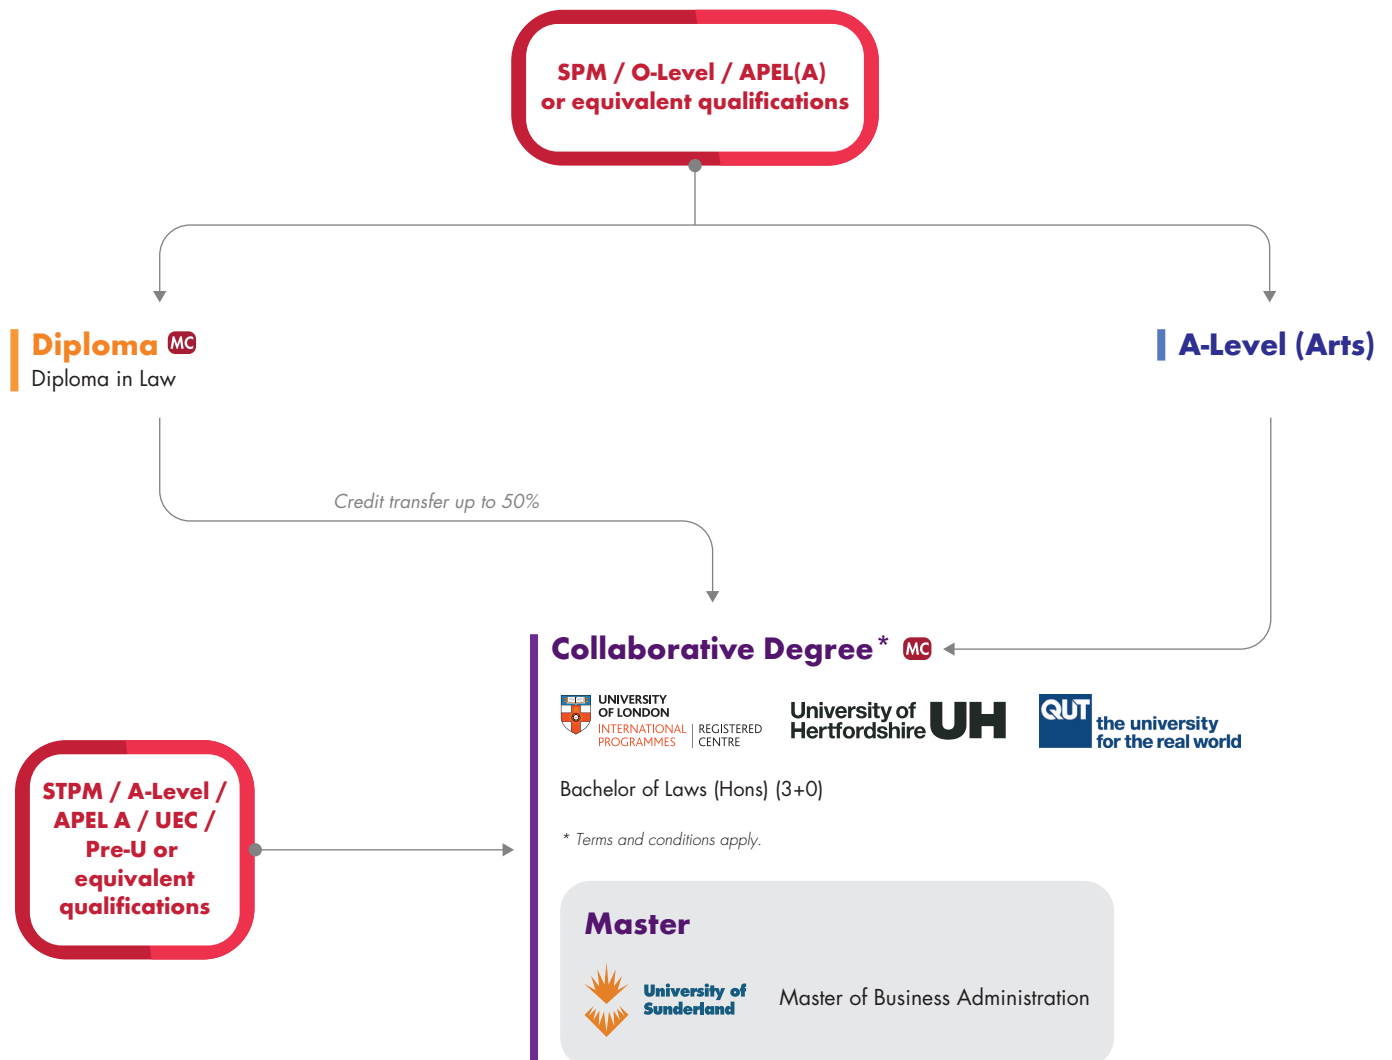 SPM / O-Level / APEL(A)
or equivalent qualifications
Diploma MC
Diploma in Law
A-Level (Arts)
Credit transfer up to 50%
Collaborative Degree* MC
UNIVERSITY
OF LONDON
INTERNATIONAL
PROGRAMMES
REGISTERED
CENTRE
University of
Hertfordshire
UH
QUT
the university
for the real world
Bachelor of Laws (Hons) (3+0)
* Terms and conditions apply.
STPM / A-Level /
APEL A / UEC /
Pre-U or
equivalent
qualifications
Master
University of
Sunderland
Master of Business Administration